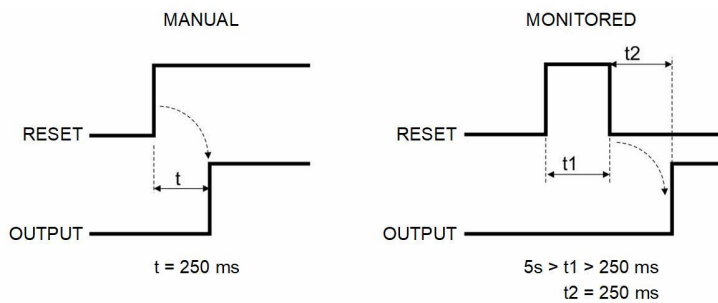 MANUAL
RESET
t
OUTPUT
t = 250 ms
MONITORED
t2
RESET
t1
OUTPUT
5s > t1 > 250 ms
t2 = 250 ms